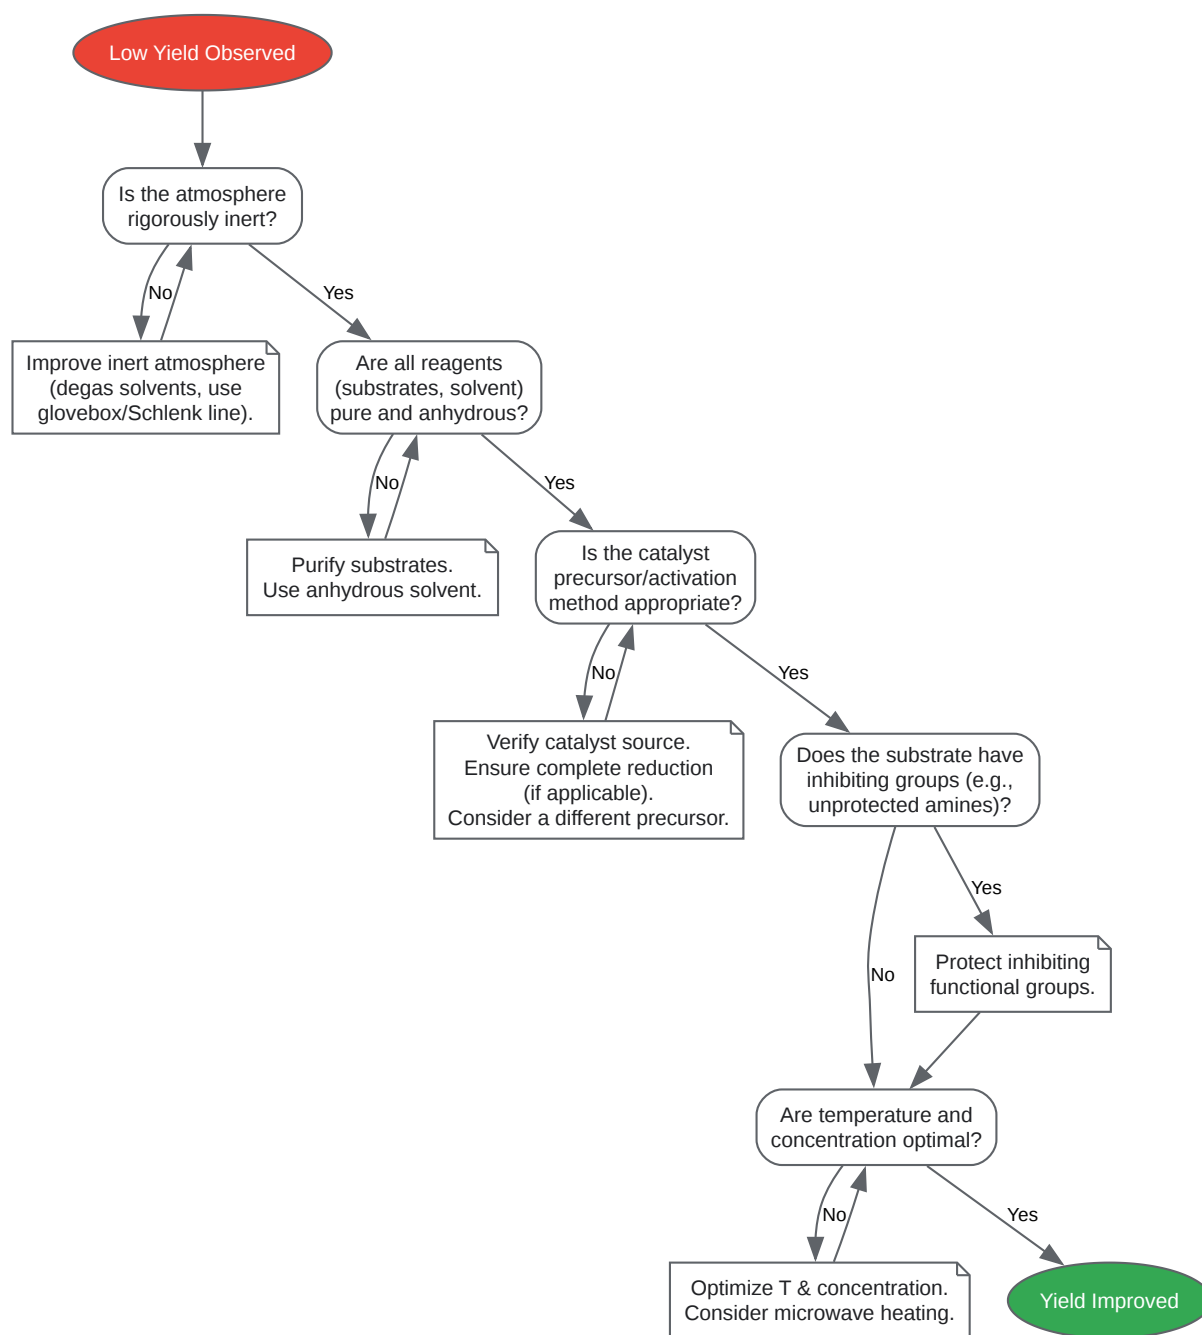 Low Yield Observed
Is the atmosphere
rigorously inert?
No
Yes
Improve inert atmosphere
(degas solvents, use
glovebox/Schlenk line).
Are all reagents
(substrates, solvent)
pure and anhydrous?
No
Yes
Purify substrates.
Use anhydrous solvent.
Is the catalyst
precursor/activation
method appropriate?
No
Yes
Verify catalyst source.
Ensure complete reduction
(if applicable).
Consider a different precursor.
Does the substrate have
inhibiting groups (e.g.,
unprotected amines)?
Yes
No
Protect inhibiting
functional groups.
Are temperature and
concentration optimal?
No
Yes
Optimize T & concentration.
Consider microwave heating.
Yield Improved